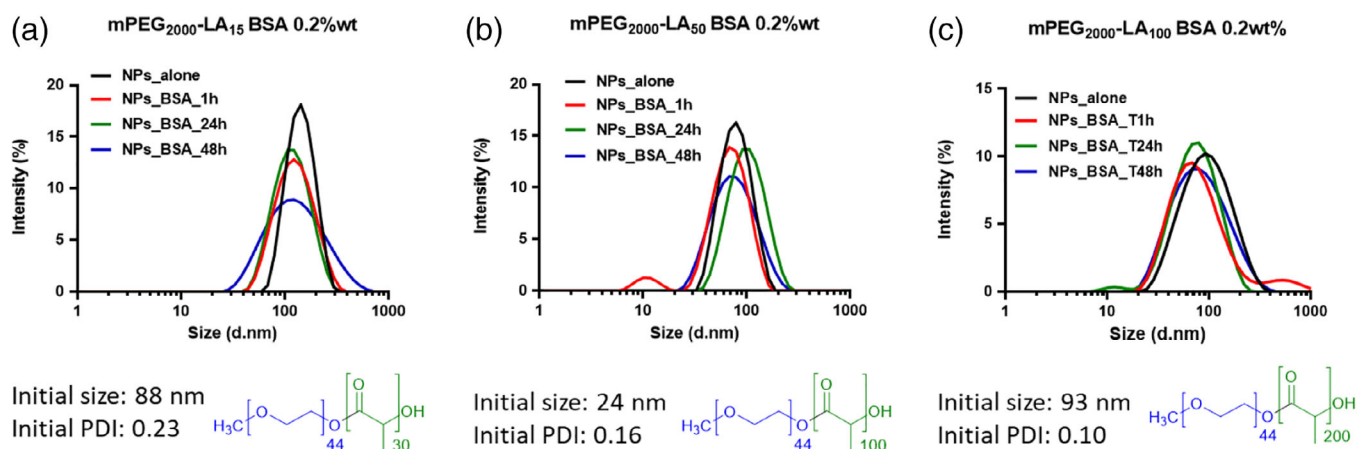 (a)
mPEG2000-LA15 BSA 0.2%wt
20
15
10
5
0
Intensity (%)
NPs_alone
NPs_BSA_1h
NPs_BSA_24h
NPs_BSA_48h
1 10 100 1000
Size (d.nm)
Initial size: 88 nm
Initial PDI: 0.23
H3C O O O OH
44 30
(b)
mPEG2000-LA50 BSA 0.2%wt
20
15
10
5
0
Intensity (%)
NPs_alone
NPs_BSA_1h
NPs_BSA_24h
NPs_BSA_48h
1 10 100 1000
Size (d.nm)
Initial size: 24 nm
Initial PDI: 0.16
H3C O O O OH
44 100
(c)
mPEG2000-LA100 BSA 0.2wt%
15
10
5
0
Intensity (%)
NPs_alone
NPs_BSA_T1h
NPs_BSA_T24h
NPs_BSA_T48h
1 10 100 1000
Size (d.nm)
Initial size: 93 nm
Initial PDI: 0.10
H3C O O O OH
44 200